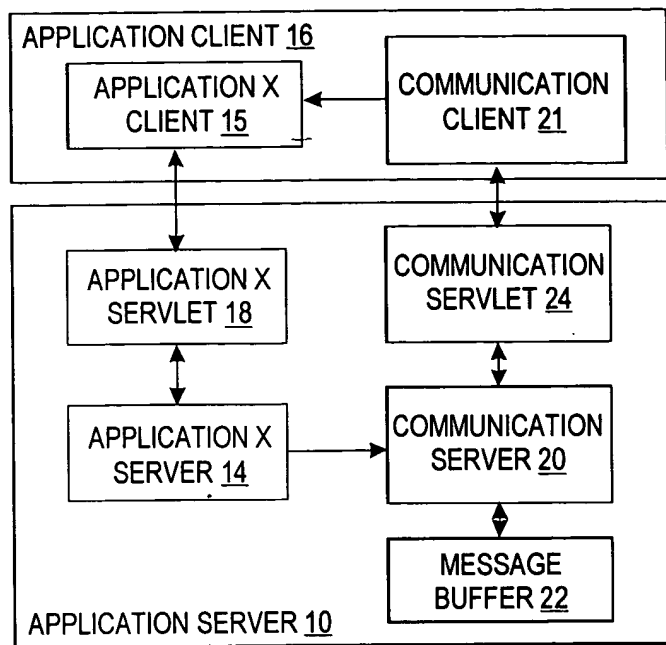 APPLICATION CLIENT 16
APPLICATION X
CLIENT 15
COMMUNICATION
CLIENT 21
APPLICATION X
SERVLET 18
COMMUNICATION
SERVLET 24
APPLICATION X
SERVER 14
COMMUNICATION
SERVER 20
MESSAGE
BUFFER 22
APPLICATION SERVER 10